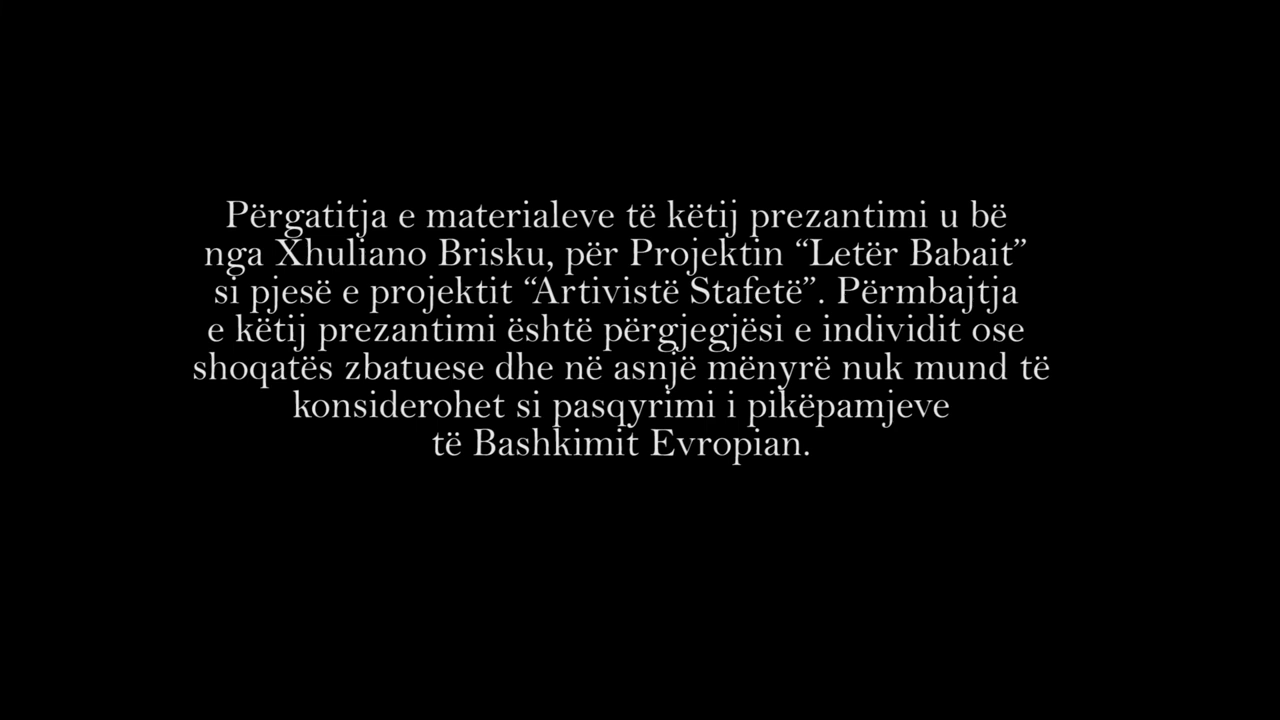 Përgatitja e materialeve të këtij prezantimi u bë
nga Xhuliano Brisku, për Projektin “Letër Babait”
si pjesë e projektit “Artivistë Stafetë”. Përmbajtja
e këtij prezantimi është përgjegjësi e individit ose
shoqatës zbatuese dhe në asnjë mënyrë nuk mund të
konsiderohet si pasqyrimi i pikëpamjeve
të Bashkimit Evropian.